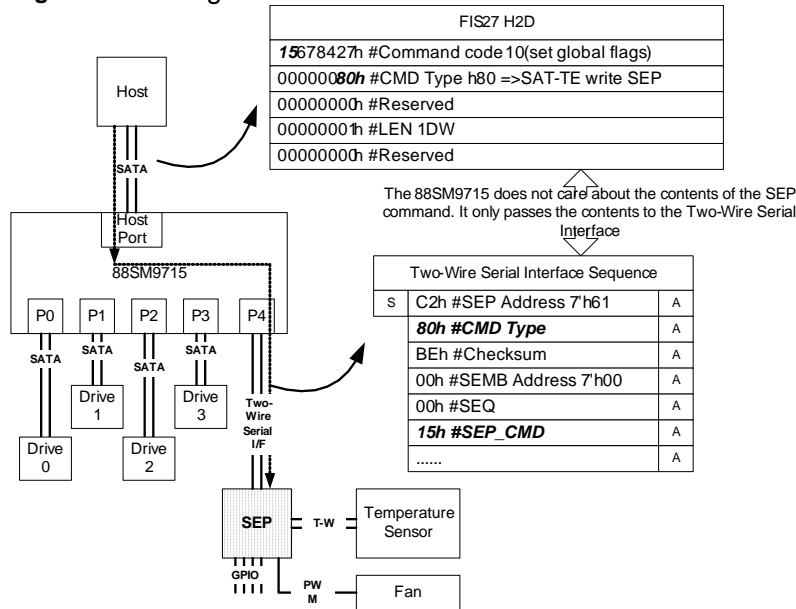 FIS27 H2D
15678427h #Command code 10(set global flags)
00000080h #CMD Type h80 =>SAT-TE write SEP
00000000h #Reserved
00000001h #LEN 1DW
00000000h #Reserved
Host
SATA
The 88SM9715 does not care about the contents of the SEP
command. It only passes the contents to the Two-Wire Serial
Interface
Host
Port
88SM9715
P0
P1
P2
P3
P4
SATA
SATA
SATA
SATA
Drive
0
Drive
1
Drive
2
Drive
3
Two-
Wire
Serial
I/F
Two-Wire Serial Interface Sequence
S C2h #SEP Address 7'h61 A
80h #CMD Type A
BEh #Checksum A
00h #SEMB Address 7'h00 A
00h #SEQ A
15h #SEP_CMD A
...... A
SEP
T-W
Temperature
Sensor
GPIO
PW
M
Fan